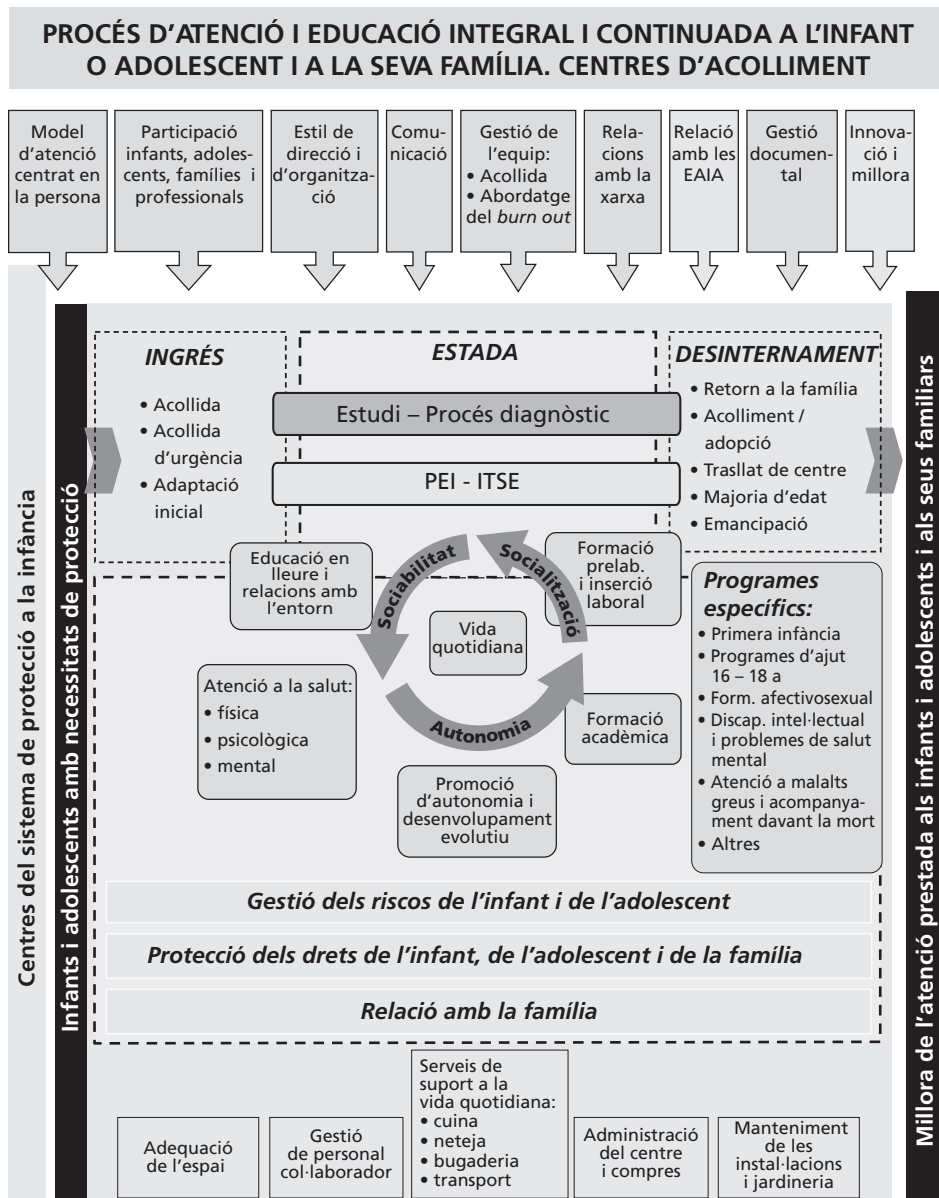 PROCÉS D'ATENCIÓ I EDUCACIÓ INTEGRAL I CONTINUADA A L'INFANT
O ADOLESCENT I A LA SEVA FAMÍLIA. CENTRES D'ACOLLIMENT
Model
d'atenció
centrat en
la persona
Participació
infants, adoles-
cents, famílies i
professionals
Estil de
direcció i
d'organitza-
ció
Comu-
nicació
Gestió de
l'equip:
• Acollida
• Abordatge
del burn out
Rela-
cions
amb la
xarxa
Relació
amb les
EAIA
Gestió
documen-
tal
Innova-
ció i
millora
Centres del sistema de protecció a la infància
Infants i adolescents amb necessitats de protecció
INGRÉS
• Acollida
• Acollida
d'urgència
• Adaptació
inicial
ESTADA
Estudi – Procés diagnòstic
PEI - ITSE
DESINTERNAMENT
• Retorn a la família
• Acolliment /
adopció
• Trasllat de centre
• Majoria d'edat
• Emancipació
Educació en
lleure i
relacions amb
l'entorn
Sociabilitat
Socialització
Autonomia
Vida
quotidiana
Formació
prelab.
i inserció
laboral
Atenció a la salut:
• física
• psicològica
• mental
Formació
acadèmica
Promoció
d'autonomia i
desenvolupament
evolutiu
Programes
específics:
• Primera infància
• Programes d'ajut
16 – 18 a
• Form. afectivosexual
• Discap. intel·lectual
i problemes de salut
mental
• Atenció a malalts
greus i acompanya-
ment davant la mort
• Altres
Gestió dels riscos de l'infant i de l'adolescent
Protecció dels drets de l'infant, de l'adolescent i de la família
Relació amb la família
Adequació
de l'espai
Gestió
de personal
col·laborador
Serveis de
suport a la
vida quotidiana:
• cuina
• neteja
• bugaderia
• transport
Administració
del centre
i compres
Manteniment
de les
instal·lacions
i jardineria
Millora de l'atenció prestada als infants i adolescents i als seus familiars